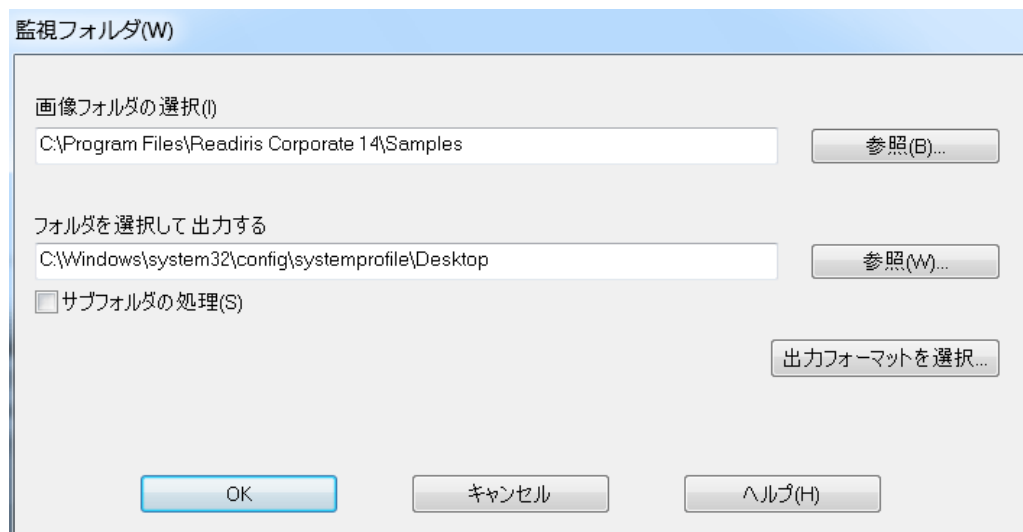 監視フォルダ(W)
画像フォルダの選択(I)
C:\Program Files\Readiris Corporate 14\Samples
参照(B)...
フォルダを選択して出力する
C:\Windows\system32\config\systemprofile\Desktop
参照(W)...
サブフォルダの処理(S)
出力フォーマットを選択...
OK
キャンセル
ヘルプ(H)